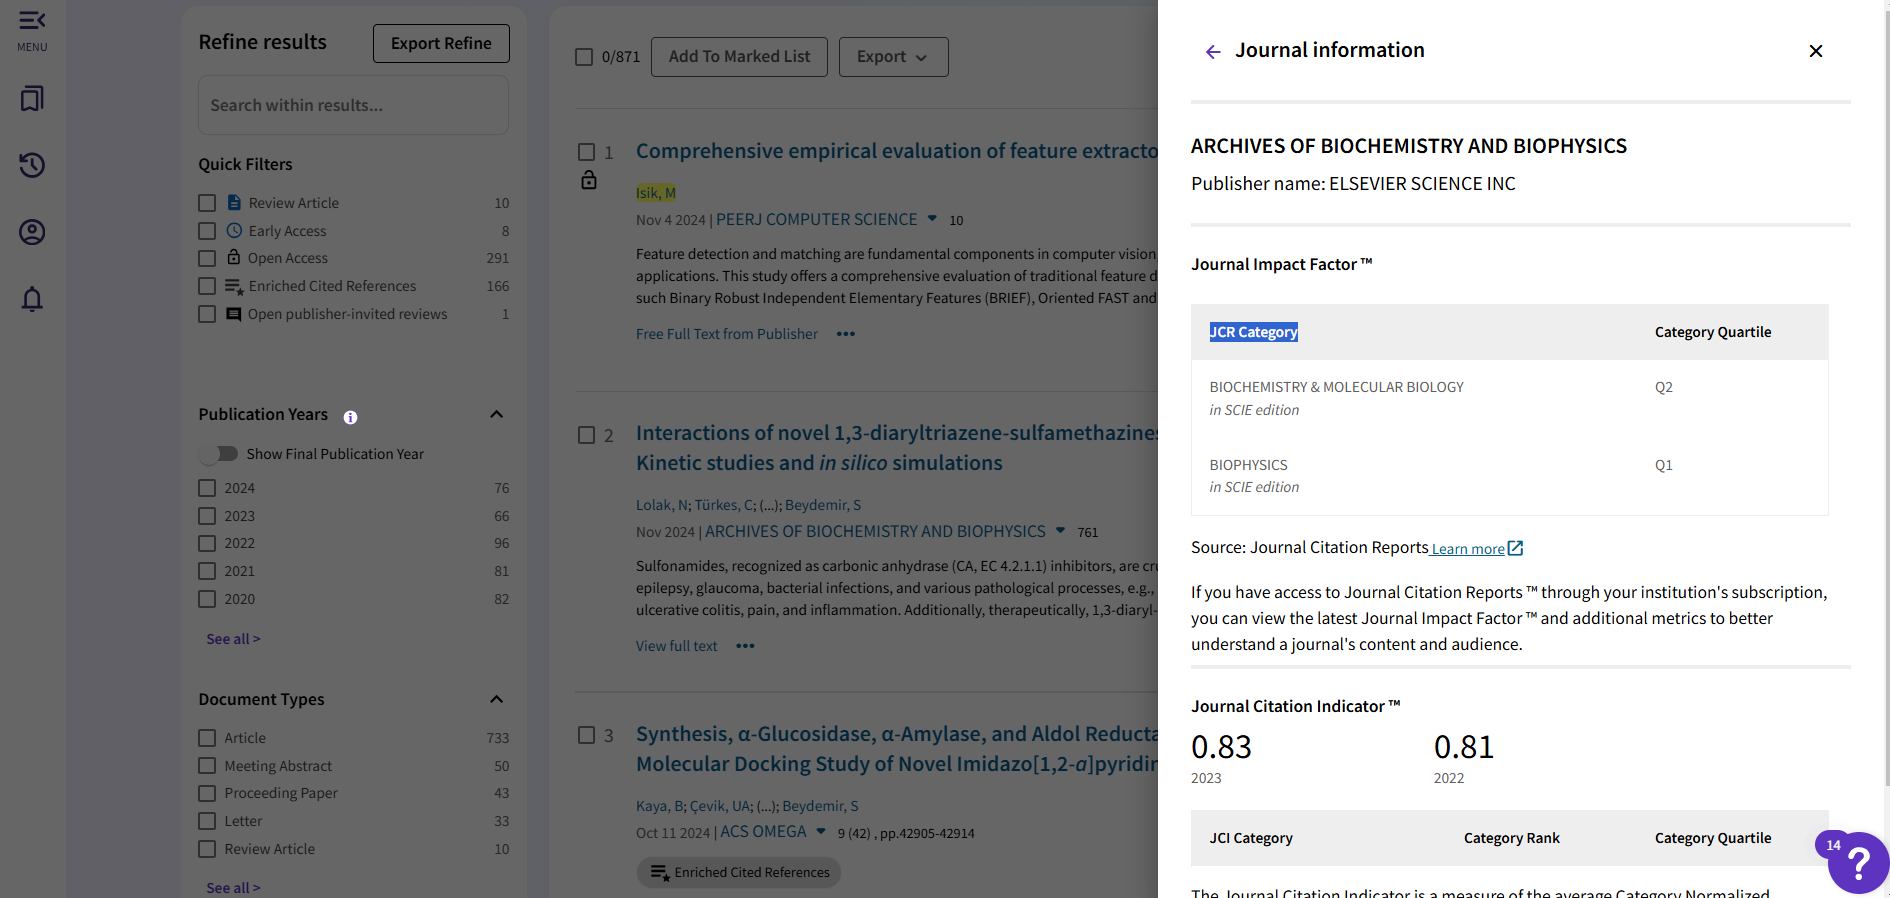 MENU
Refine results
Export Refine
Search within results...
Quick Filters
Review Article 10
Early Access 8
Open Access 291
Enriched Cited References 166
Open publisher-invited reviews 1
Publication Years
Show Final Publication Year
2024 76
2023 66
2022 96
2021 81
2020 82
See all >
Document Types
Article 733
Meeting Abstract 50
Proceeding Paper 43
Letter 33
Review Article 10
See all >
0/871
Add To Marked List
Export
1
Comprehensive empirical evaluation of feature extracto
Isik, M
Nov 4 2024 | PEERJ COMPUTER SCIENCE 10
Feature detection and matching are fundamental components in computer vision,
applications. This study offers a comprehensive evaluation of traditional feature d
such Binary Robust Independent Elementary Features (BRIEF), Oriented FAST and
Free Full Text from Publisher •••
2
Interactions of novel 1,3-diaryltriazene-sulfamethazines
Kinetic studies and in silico simulations
Lolak, N; Türkes, C; (...); Beydemir, S
Nov 2024 | ARCHIVES OF BIOCHEMISTRY AND BIOPHYSICS 761
Sulfonamides, recognized as carbonic anhydrase (CA, EC 4.2.1.1) inhibitors, are cru
epilepsy, glaucoma, bacterial infections, and various pathological processes, e.g.,
ulcerative colitis, pain, and inflammation. Additionally, therapeutically, 1,3-diaryl-
View full text •••
3
Synthesis, α-Glucosidase, α-Amylase, and Aldol Reducta
Molecular Docking Study of Novel Imidazo[1,2-a]pyridin
Kaya, B; Çevik, UA; (...); Beydemir, S
Oct 11 2024 | ACS OMEGA 9 (42) , pp.42905-42914
Enriched Cited References
Journal information
ARCHIVES OF BIOCHEMISTRY AND BIOPHYSICS
Publisher name: ELSEVIER SCIENCE INC
Journal Impact Factor ™
JCR Category Category Quartile
BIOCHEMISTRY & MOLECULAR BIOLOGY Q2
in SCIE edition
BIOPHYSICS Q1
in SCIE edition
Source: Journal Citation Reports Learn more
If you have access to Journal Citation Reports ™ through your institution's subscription,
you can view the latest Journal Impact Factor ™ and additional metrics to better
understand a journal's content and audience.
Journal Citation Indicator ™
0.83 0.81
2023 2022
JCI Category Category Rank Category Quartile
The Journal Citation Indicator is a measure of the average Category Normalized
14
?